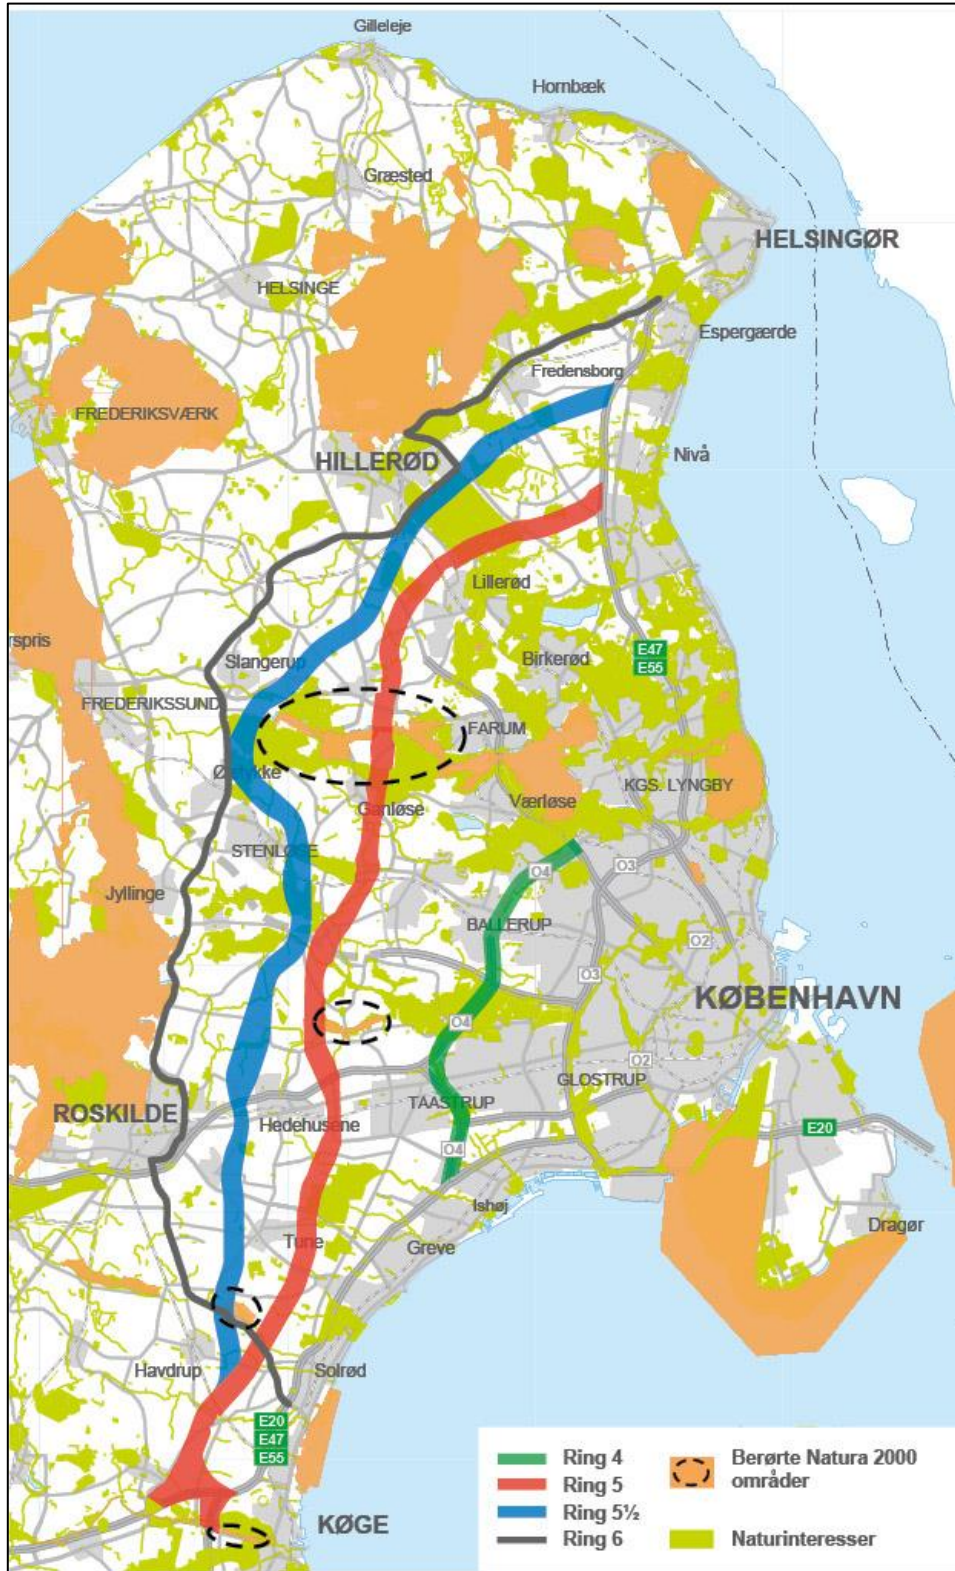 Gilleleje
Hornbæk
Græsted
HELSINGØR
HELSINGE
Espergærde
Fredensborg
FREDERIKSVÆRK
Nivå
HILLERØD
Lillerød
rspris
Birkerød
E47
E55
Slangerup
FREDERIKSSUND
FARUM
Ølstykke
KGS. LYNGBY
Ganløse
Værløse
STENLØSE
O4
O3
Jyllinge
BALLERUP
O2
O3
KØBENHAVN
O4
O2
GLOSTRUP
TAASTRUP
ROSKILDE
Hedehusene
E20
O4
Ishøj
Dragør
Tune
Greve
Havdrup
Solrød
E20
E47
E55
KØGE
Ring 4
Ring 5
Ring 5½
Ring 6
Berørte Natura 2000
områder
Naturinteresser